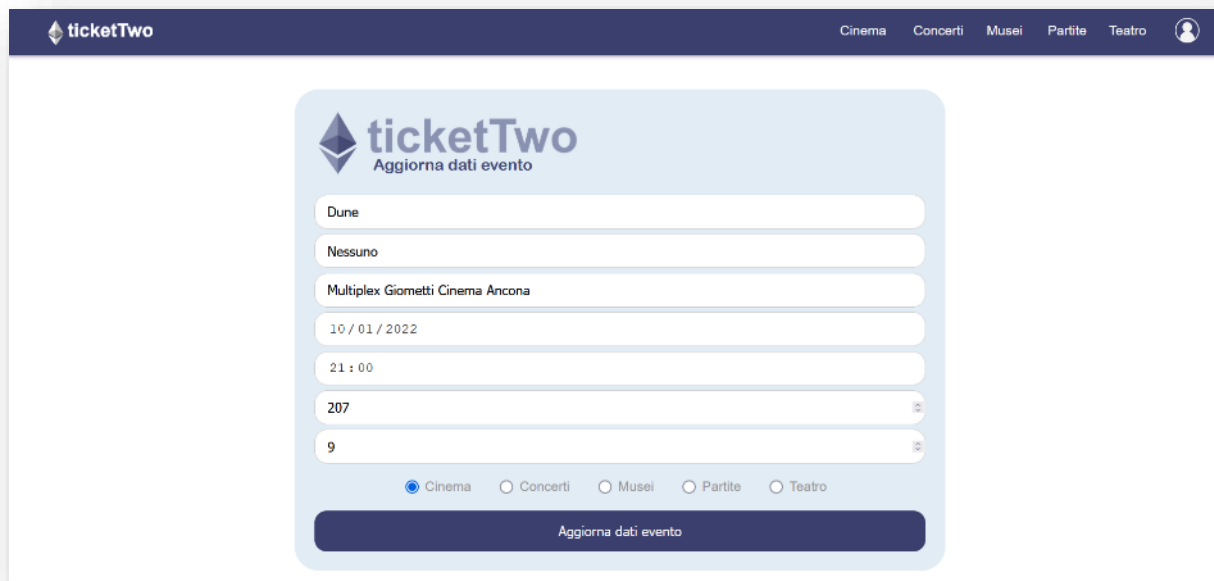 ticketTwo Cinema Concerti Musei Partite Teatro
ticketTwo
Aggiorna dati evento
Dune
Nessuno
Multiplex Giometti Cinema Ancona
10/01/2022
21:00
207
9
Cinema Concerti Musei Partite Teatro
Aggiorna dati evento